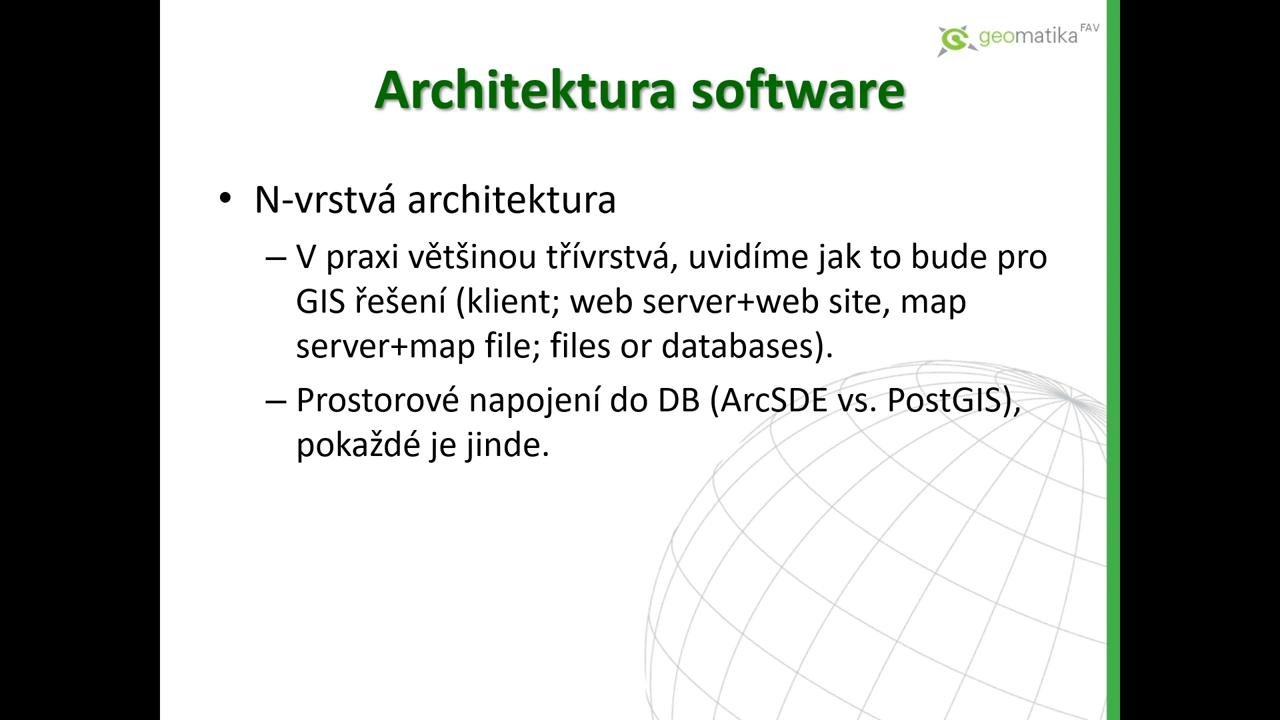 geomatika FAV
Architektura software
• N-vrstvá architektura
– V praxi většinou třívrstvá, uvidíme jak to bude pro
GIS řešení (klient; web server+web site, map
server+map file; files or databases).
– Prostorové napojení do DB (ArcSDE vs. PostGIS),
pokaždé je jinde.